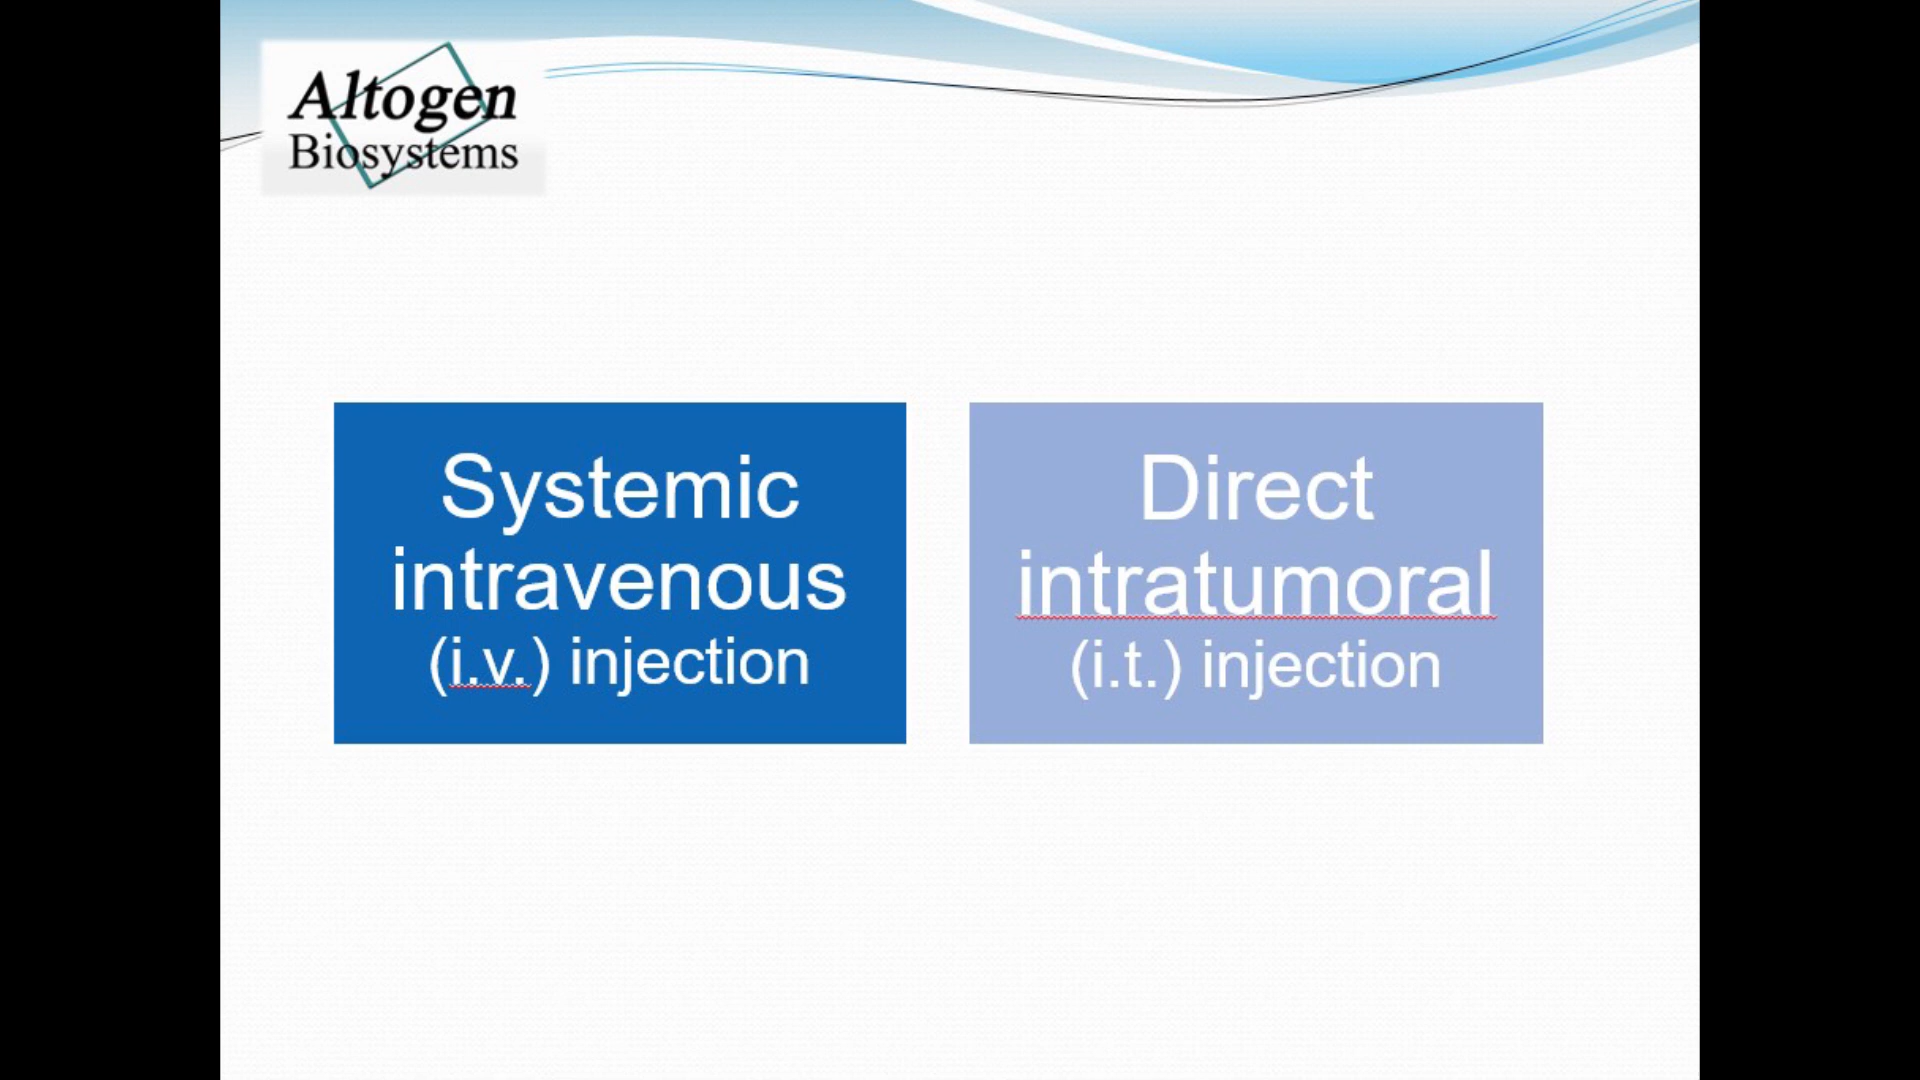 Altogen
Biosystems
Systemic
intravenous
(i.v.) injection
Direct
intratumoral
(i.t.) injection